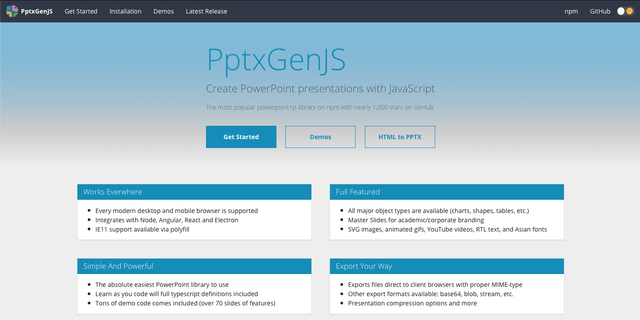 PptxGenJS Get Started Installation Demos Latest Release npm GitHub
PptxGenJS
Create PowerPoint presentations with JavaScript
The most popular powerpoint+js library on npm with nearly 1,000 stars on GitHub
Get Started Demos HTML to PPTX
Works Everwhere
Every modern desktop and mobile browser is supported
Integrates with Node, Angular, React and Electron
IE11 support available via polyfill
Full Featured
All major object types are available (charts, shapes, tables, etc.)
Master Slides for academic/corporate branding
SVG images, animated gifs, YouTube videos, RTL text, and Asian fonts
Simple And Powerful
The absolute easiest PowerPoint library to use
Learn as you code will full typescript definitions included
Tons of demo code comes included (over 70 slides of features)
Export Your Way
Exports files direct to client browsers with proper MIME-type
Other export formats available: base64, blob, stream, etc.
Presentation compression options and more